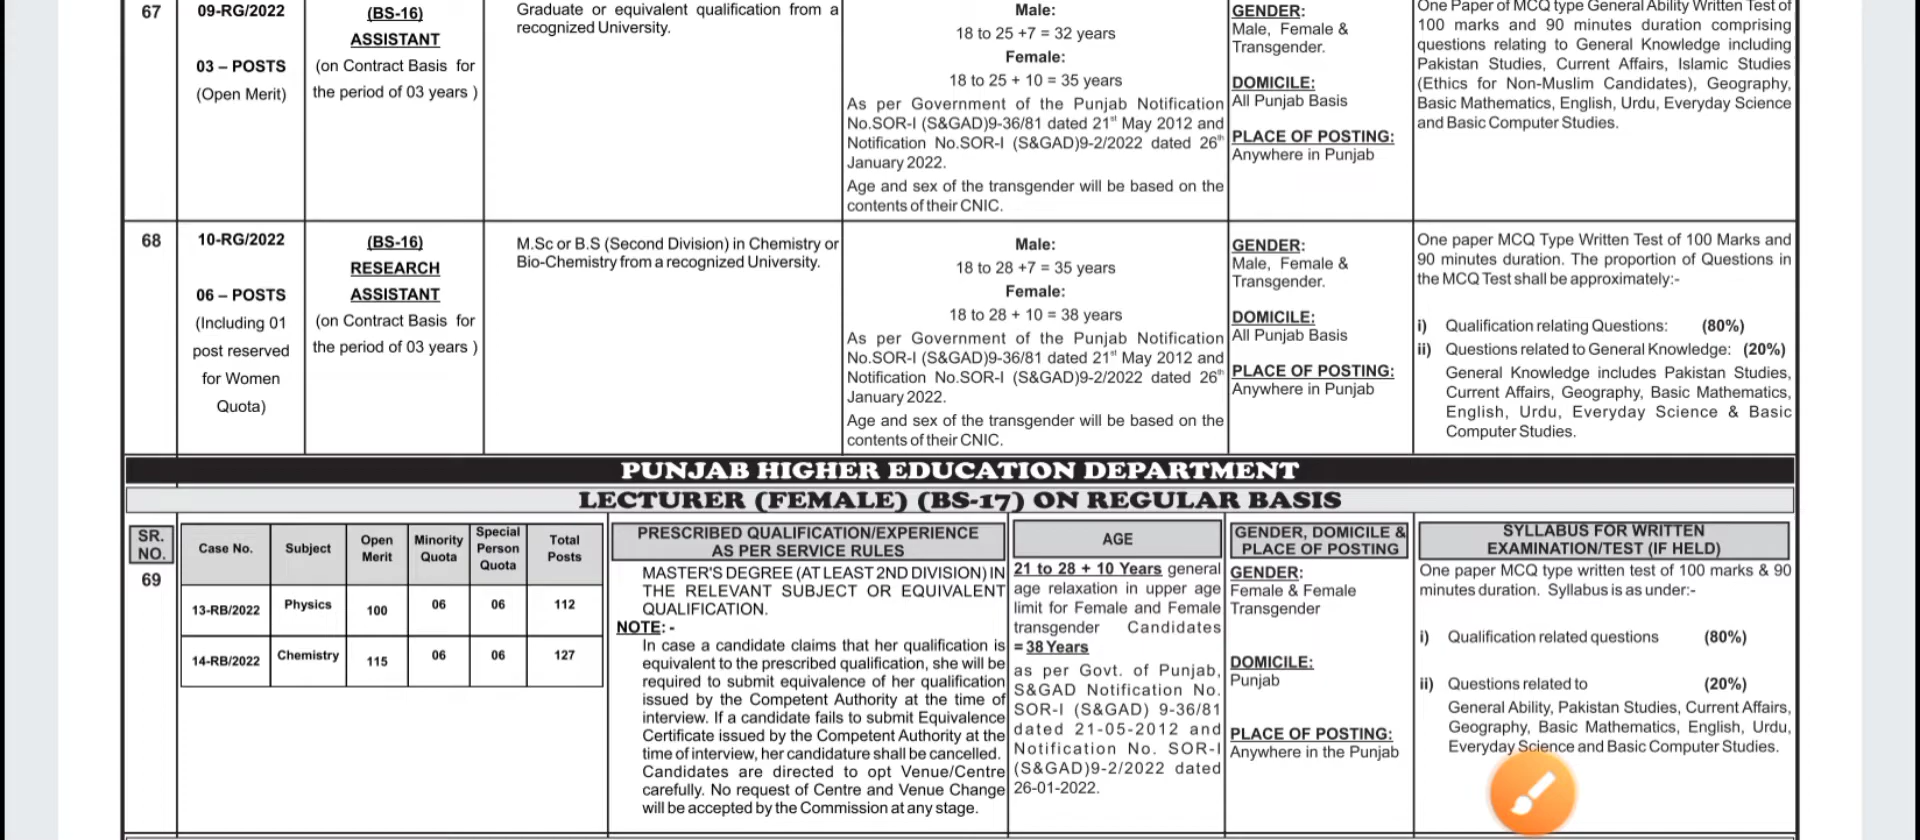 67
09-RG/2022
03 – POSTS
(Open Merit)
(BS-16)
ASSISTANT
(on Contract Basis for
the period of 03 years )
Graduate or equivalent qualification from a
recognized University.
Male:
18 to 25 +7 = 32 years
Female:
18 to 25 + 10 = 35 years
As per Government of the Punjab Notification
No.SOR-I (S&GAD)9-36/81 dated 21st May 2012 and
Notification No.SOR-I (S&GAD)9-2/2022 dated 26th
January 2022.
Age and sex of the transgender will be based on the
contents of their CNIC.
GENDER:
Male, Female &
Transgender.
DOMICILE:
All Punjab Basis
PLACE OF POSTING:
Anywhere in Punjab
One Paper of MCQ type General Ability Written Test of
100 marks and 90 minutes duration comprising
questions relating to General Knowledge including
Pakistan Studies, Current Affairs, Islamic Studies
(Ethics for Non-Muslim Candidates), Geography,
Basic Mathematics, English, Urdu, Everyday Science
and Basic Computer Studies.
68
10-RG/2022
06 – POSTS
(Including 01
post reserved
for Women
Quota)
(BS-16)
RESEARCH
ASSISTANT
(on Contract Basis for
the period of 03 years )
M.Sc or B.S (Second Division) in Chemistry or
Bio-Chemistry from a recognized University.
Male:
18 to 28 +7 = 35 years
Female:
18 to 28 + 10 = 38 years
As per Government of the Punjab Notification
No.SOR-I (S&GAD)9-36/81 dated 21st May 2012 and
Notification No.SOR-I (S&GAD)9-2/2022 dated 26th
January 2022.
Age and sex of the transgender will be based on the
contents of their CNIC.
GENDER:
Male, Female &
Transgender.
DOMICILE:
All Punjab Basis
PLACE OF POSTING:
Anywhere in Punjab
One paper MCQ Type Written Test of 100 Marks and
90 minutes duration. The proportion of Questions in
the MCQ Test shall be approximately:-
i) Qualification relating Questions: (80%)
ii) Questions related to General Knowledge: (20%)
General Knowledge includes Pakistan Studies,
Current Affairs, Geography, Basic Mathematics,
English, Urdu, Everyday Science & Basic
Computer Studies.
PUNJAB HIGHER EDUCATION DEPARTMENT
LECTURER (FEMALE) (BS-17) ON REGULAR BASIS
SR.
NO.
69
Case No. Subject Open Merit Minority Quota Special Person Quota Total Posts
13-RB/2022 Physics 100 06 06 112
14-RB/2022 Chemistry 115 06 06 127
PRESCRIBED QUALIFICATION/EXPERIENCE
AS PER SERVICE RULES
MASTER'S DEGREE (AT LEAST 2ND DIVISION) IN
THE RELEVANT SUBJECT OR EQUIVALENT
QUALIFICATION.
NOTE: -
In case a candidate claims that her qualification is
equivalent to the prescribed qualification, she will be
required to submit equivalence of her qualification
issued by the Competent Authority at the time of
interview. If a candidate fails to submit Equivalence
Certificate issued by the Competent Authority at the
time of interview, her candidature shall be cancelled.
Candidates are directed to opt Venue/Centre
carefully. No request of Centre and Venue Change
will be accepted by the Commission at any stage.
AGE
21 to 28 + 10 Years general
age relaxation in upper age
limit for Female and Female
transgender Candidates
= 38 Years
as per Govt. of Punjab,
S&GAD Notification No.
SOR-I (S&GAD) 9-36/81
dated 21-05-2012 and
Notification No. SOR-I
(S&GAD)9-2/2022 dated
26-01-2022.
GENDER, DOMICILE &
PLACE OF POSTING
GENDER:
Female & Female
Transgender
DOMICILE:
Punjab
PLACE OF POSTING:
Anywhere in the Punjab
SYLLABUS FOR WRITTEN
EXAMINATION/TEST (IF HELD)
One paper MCQ type written test of 100 marks & 90
minutes duration. Syllabus is as under:-
i) Qualification related questions (80%)
ii) Questions related to (20%)
General Ability, Pakistan Studies, Current Affairs,
Geography, Basic Mathematics, English, Urdu,
Everyday Science and Basic Computer Studies.